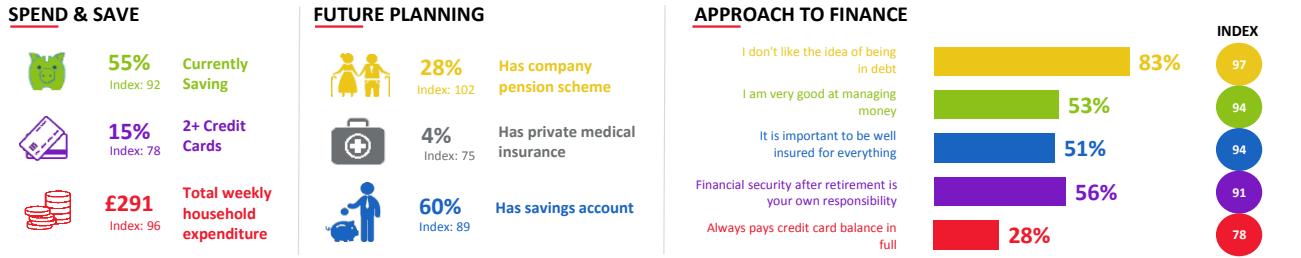 SPEND & SAVE
55%
Index: 92
Currently
Saving
15%
Index: 78
2+ Credit
Cards
£291
Index: 96
Total weekly
household
expenditure
FUTURE PLANNING
28%
Index: 102
Has company
pension scheme
4%
Index: 75
Has private medical
insurance
60%
Index: 89
Has savings account
APPROACH TO FINANCE
INDEX
I don't like the idea of being
in debt
83%
97
I am very good at managing
money
53%
94
It is important to be well
insured for everything
51%
94
Financial security after retirement is
your own responsibility
56%
91
Always pays credit card balance in
full
28%
78